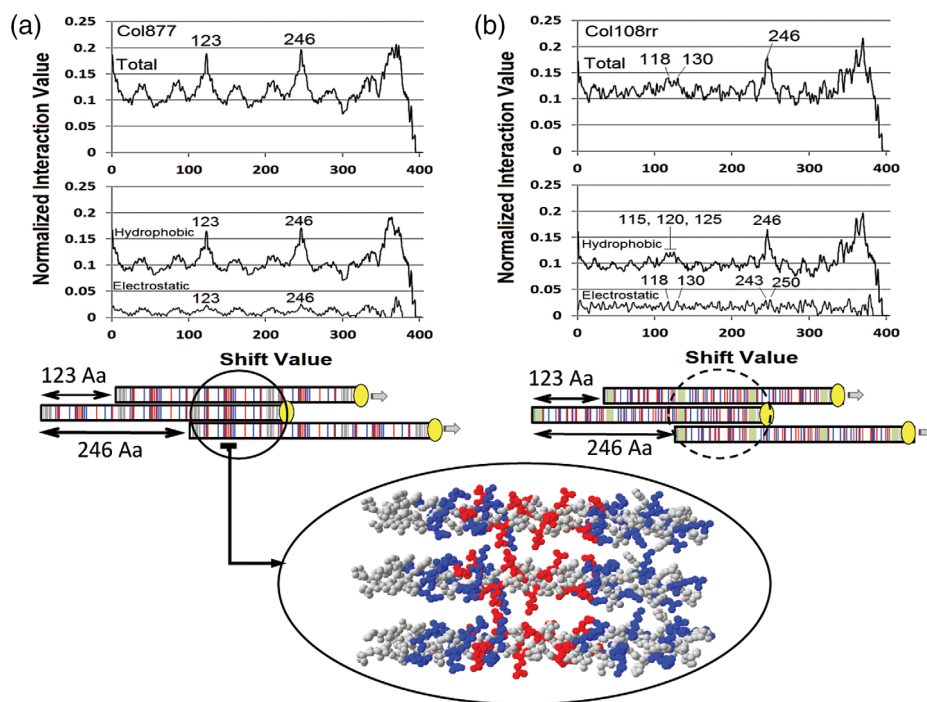 (a)
Normalized Interaction Value
0.25
0.2
0.15
0.1
0.05
0
Col877
Total
123
246
0 100 200 300 400
0.25
0.2
0.15
0.1
0.05
0
Hydrophobic
123
246
Electrostatic
123
246
0 100 200 300 400
Shift Value
123 Aa
246 Aa
(b)
Normalized Interaction Value
0.25
0.2
0.15
0.1
0.05
0
Col108rr
Total
118 130
246
0 100 200 300 400
0.25
0.2
0.15
0.1
0.05
0
115, 120, 125
246
Hydrophobic
118 130
243 250
Electrostatic
0 100 200 300 400
Shift Value
123 Aa
246 Aa